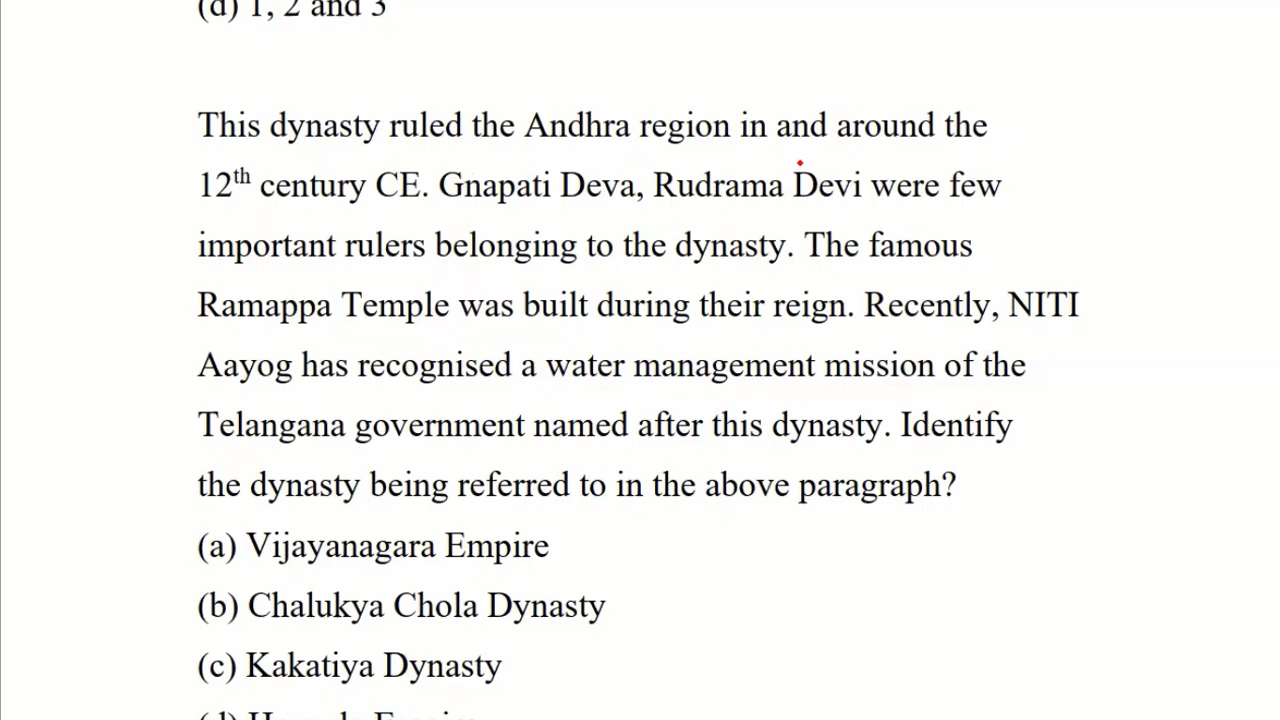 (d) 1, 2 and 3
This dynasty ruled the Andhra region in and around the
12th century CE. Gnapati Deva, Rudrama Devi were few
important rulers belonging to the dynasty. The famous
Ramappa Temple was built during their reign. Recently, NITI
Aayog has recognised a water management mission of the
Telangana government named after this dynasty. Identify
the dynasty being referred to in the above paragraph?
(a) Vijayanagara Empire
(b) Chalukya Chola Dynasty
(c) Kakatiya Dynasty